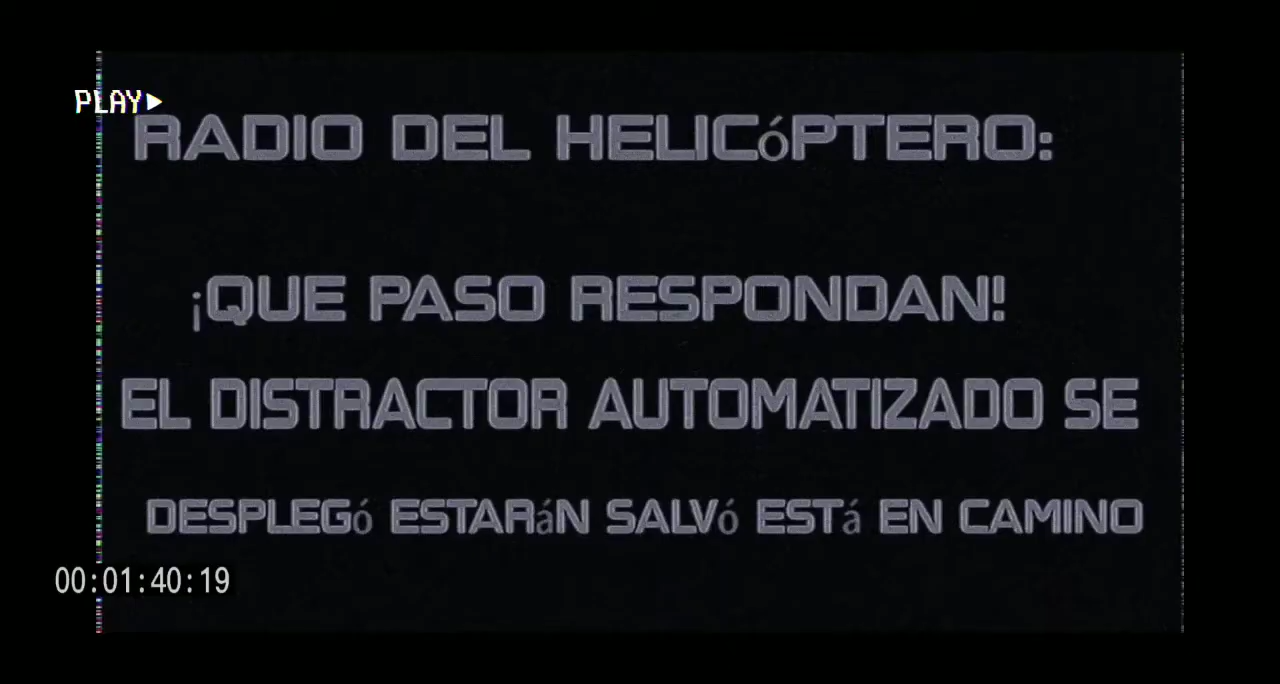 PLAY▶
RADIO DEL HELICóPTERO:
¡QUE PASO RESPONDAN!
EL DISTRACTOR AUTOMATIZADO SE
DESPLEGó ESTARáN SALVó ESTá EN CAMINO
00:01:40:19